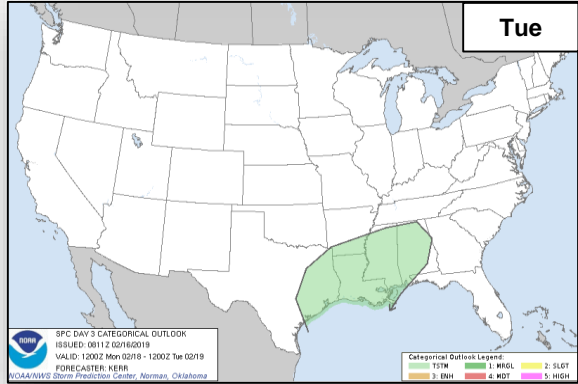 Tue
SPC DAY 3 CATEGORICAL OUTLOOK
ISSUED: 0811Z 02/16/2019
VALID: 1200Z Mon 02/18 - 1200Z Tue 02/19
FORECASTER: KERR
NOAA/NWS Storm Prediction Center, Norman, Oklahoma
NOAA
Categorical Outlook Legend:
TSTM 1: MRGL 2: SLGT
3: ENH 4: MDT 5: HIGH